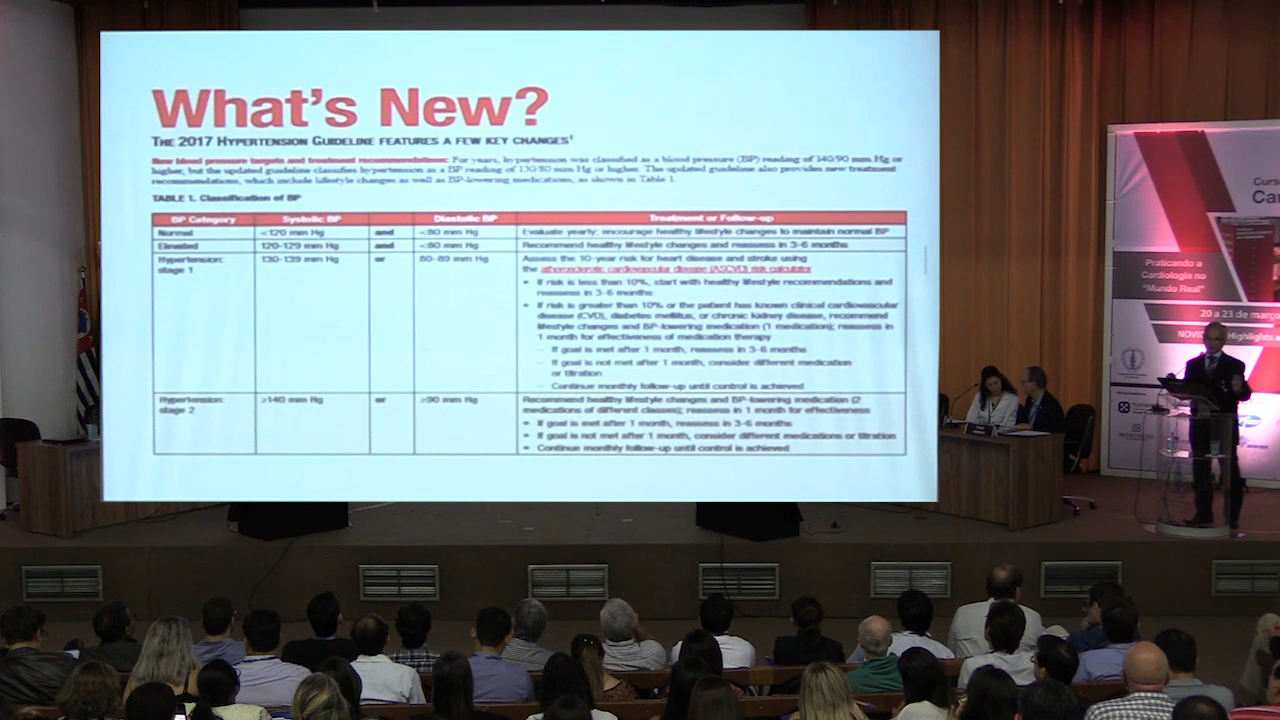 What's New?
THE 2017 HYPERTENSION GUIDELINE FEATURES A FEW KEY CHANGES¹
New blood pressure targets and treatment recommendations: For years, hypertension was classified as a blood pressure (BP) reading of 140/90 mm Hg or
higher, but the updated guideline classifies hypertension as a BP reading of 130/80 mm Hg or higher. The updated guideline also provides new treatment
recommendations, which include lifestyle changes as well as BP-lowering medications, as shown in Table 1.
TABLE 1. Classification of BP
BP Category Systolic BP Diastolic BP Treatment or Follow-up
Normal <120 mm Hg and <80 mm Hg Evaluate yearly; encourage healthy lifestyle changes to maintain normal BP
Elevated 120-129 mm Hg and <80 mm Hg Recommend healthy lifestyle changes and reassess in 3-6 months
Hypertension: 130-139 mm Hg or 80-89 mm Hg Assess the 10-year risk for heart disease and stroke using
stage 1 the atherosclerotic cardiovascular disease (ASCVD) risk calculator
• If risk is less than 10%, start with healthy lifestyle recommendations and
reassess in 3-6 months
• If risk is greater than 10% or the patient has known clinical cardiovascular
disease (CVD), diabetes mellitus, or chronic kidney disease, recommend
lifestyle changes and BP-lowering medication (1 medication); reassess in
1 month for effectiveness of medication therapy
– If goal is met after 1 month, reassess in 3-6 months
– If goal is not met after 1 month, consider different medication
or titration
– Continue monthly follow-up until control is achieved
Hypertension: ≥140 mm Hg or ≥90 mm Hg Recommend healthy lifestyle changes and BP-lowering medication (2
stage 2 medications of different classes); reassess in 1 month for effectiveness
• If goal is met after 1 month, reassess in 3-6 months
• If goal is not met after 1 month, consider different medications or titration
• Continue monthly follow-up until control is achieved
Curs
Ca
Praticando a
Cardiologia no
"Mundo Real"
20 a 23 de março
Highlights a